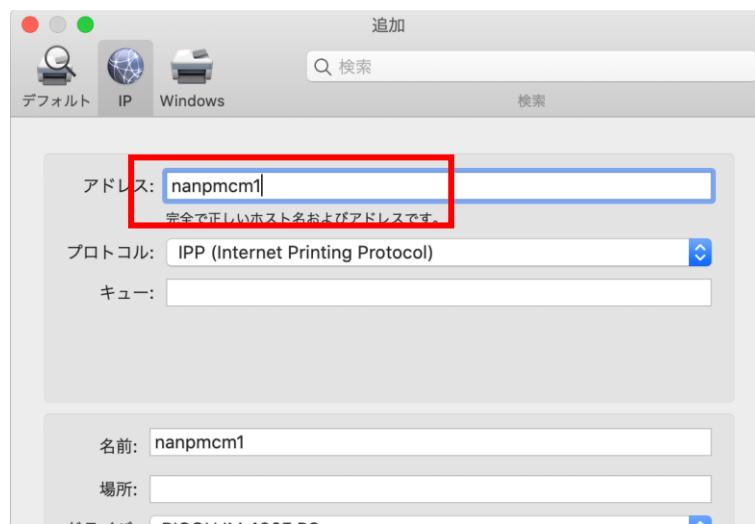 追加
検索
デフォルト IP Windows 検索
アドレス: nanpmcm1
完全で正しいホスト名およびアドレスです。
プロトコル: IPP (Internet Printing Protocol)
キュー:
名前: nanpmcm1
場所: